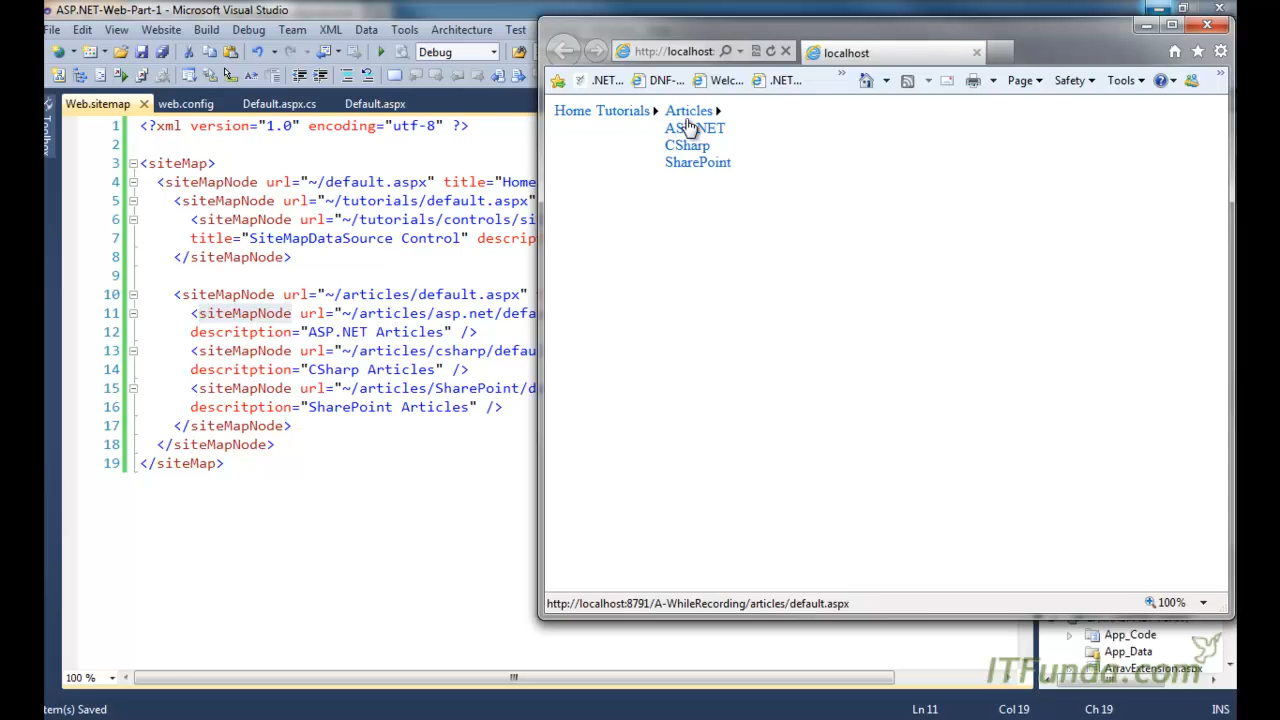 ASP.NET-Web-Part-1 - Microsoft Visual Studio
File Edit View Website Build Debug Team Data Tools Architecture Test
Debug
Web.sitemap web.config Default.aspx.cs Default.aspx
Toolbox
1 <?xml version="1.0" encoding="utf-8" ?>
2
3 <siteMap>
4 <siteMapNode url="~/default.aspx" title="Home
5 <siteMapNode url="~/tutorials/default.aspx"
6 <siteMapNode url="~/tutorials/controls/si
7 title="SiteMapDataSource Control" descrip
8 </siteMapNode>
9
10 <siteMapNode url="~/articles/default.aspx"
11 <siteMapNode url="~/articles/asp.net/defa
12 descritption="ASP.NET Articles" />
13 <siteMapNode url="~/articles/csharp/defau
14 descritption="CSharp Articles" />
15 <siteMapNode url="~/articles/SharePoint/d
16 descritption="SharePoint Articles" />
17 </siteMapNode>
18 </siteMapNode>
19 </siteMap>
100 %
Item(s) Saved
Ln 11 Col 19 Ch 19 INS
http://localhost:
localhost
.NET... DNF-... Welc... .NET...
Page Safety Tools
Home Tutorials Articles
ASP.NET
CSharp
SharePoint
http://localhost:8791/A-WhileRecording/articles/default.aspx
100%
App_Code
App_Data
ArrayExtension.aspx
ITFunda.com